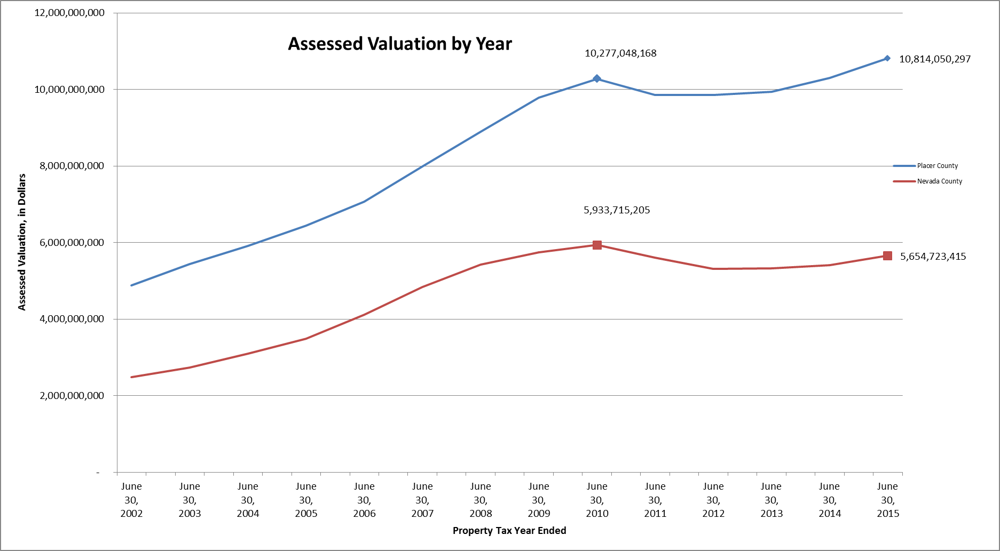 Assessed Valuation by Year
12,000,000,000
10,000,000,000
8,000,000,000
6,000,000,000
4,000,000,000
2,000,000,000
-
Assessed Valuation, in Dollars
10,277,048,168
10,814,050,297
5,933,715,205
5,654,723,415
Placer County
Nevada County
June
30,
2002
June
30,
2003
June
30,
2004
June
30,
2005
June
30,
2006
June
30,
2007
June
30,
2008
June
30,
2009
June
30,
2010
June
30,
2011
June
30,
2012
June
30,
2013
June
30,
2014
June
30,
2015
Property Tax Year Ended